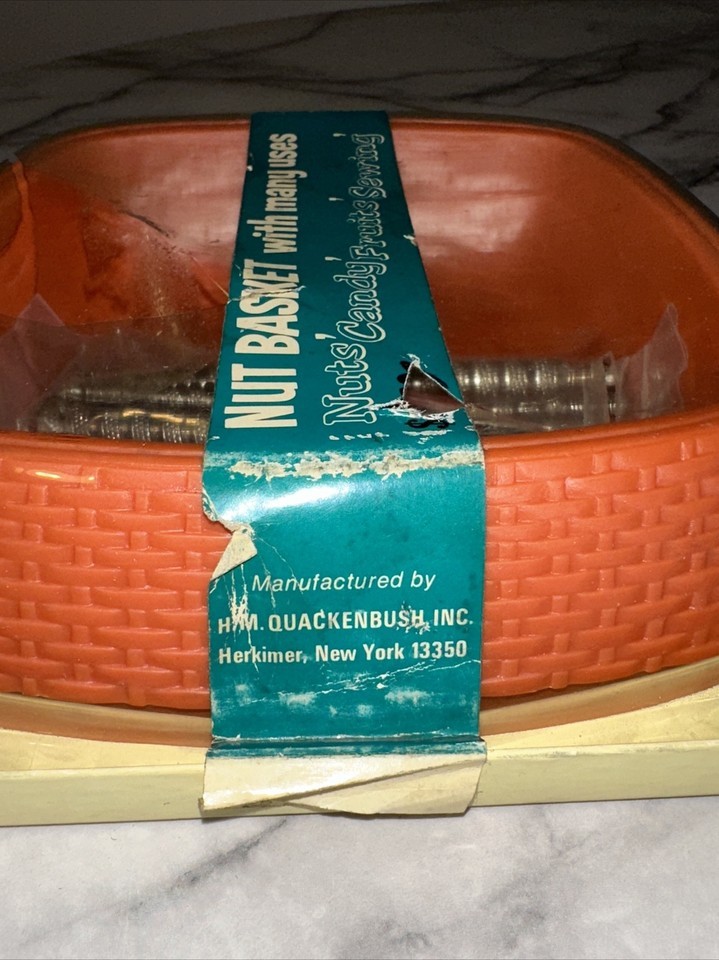 NUT BASKET with many uses
Nuts' Candy' Fruits' Sewing'
Manufactured by
H.M. QUACKENBUSH, INC.
Herkimer, New York 13350